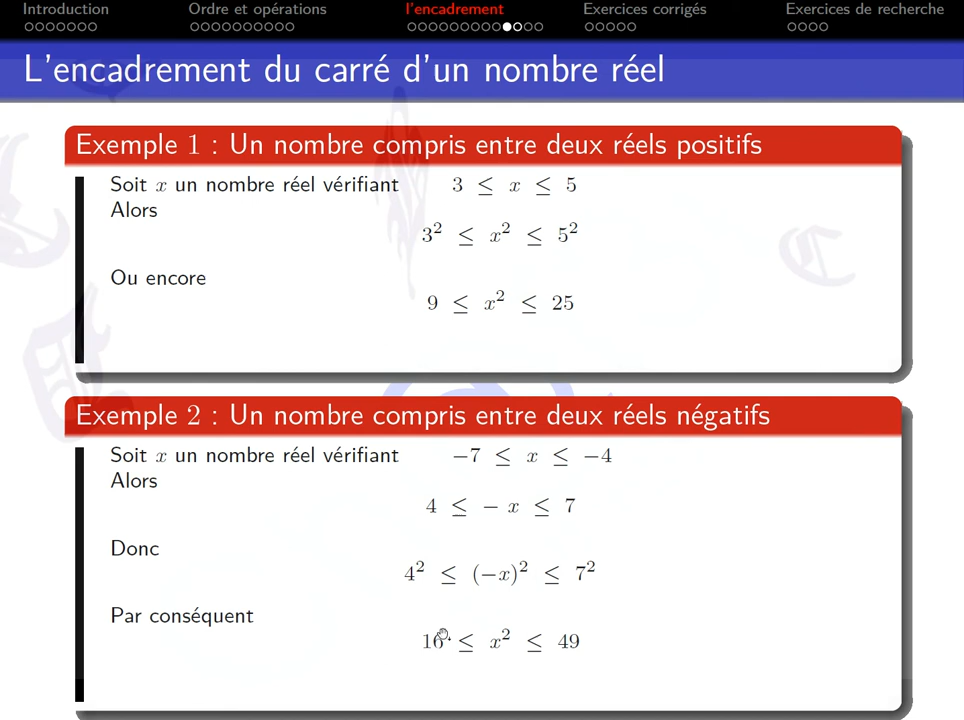 Introduction Ordre et opérations l'encadrement Exercices corrigés Exercices de recherche
L'encadrement du carré d'un nombre réel
Exemple 1 : Un nombre compris entre deux réels positifs
Soit x un nombre réel vérifiant 3 ≤ x ≤ 5
Alors
3² ≤ x² ≤ 5²
Ou encore
9 ≤ x² ≤ 25
Exemple 2 : Un nombre compris entre deux réels négatifs
Soit x un nombre réel vérifiant −7 ≤ x ≤ −4
Alors
4 ≤ − x ≤ 7
Donc
4² ≤ (−x)² ≤ 7²
Par conséquent
16 ≤ x² ≤ 49